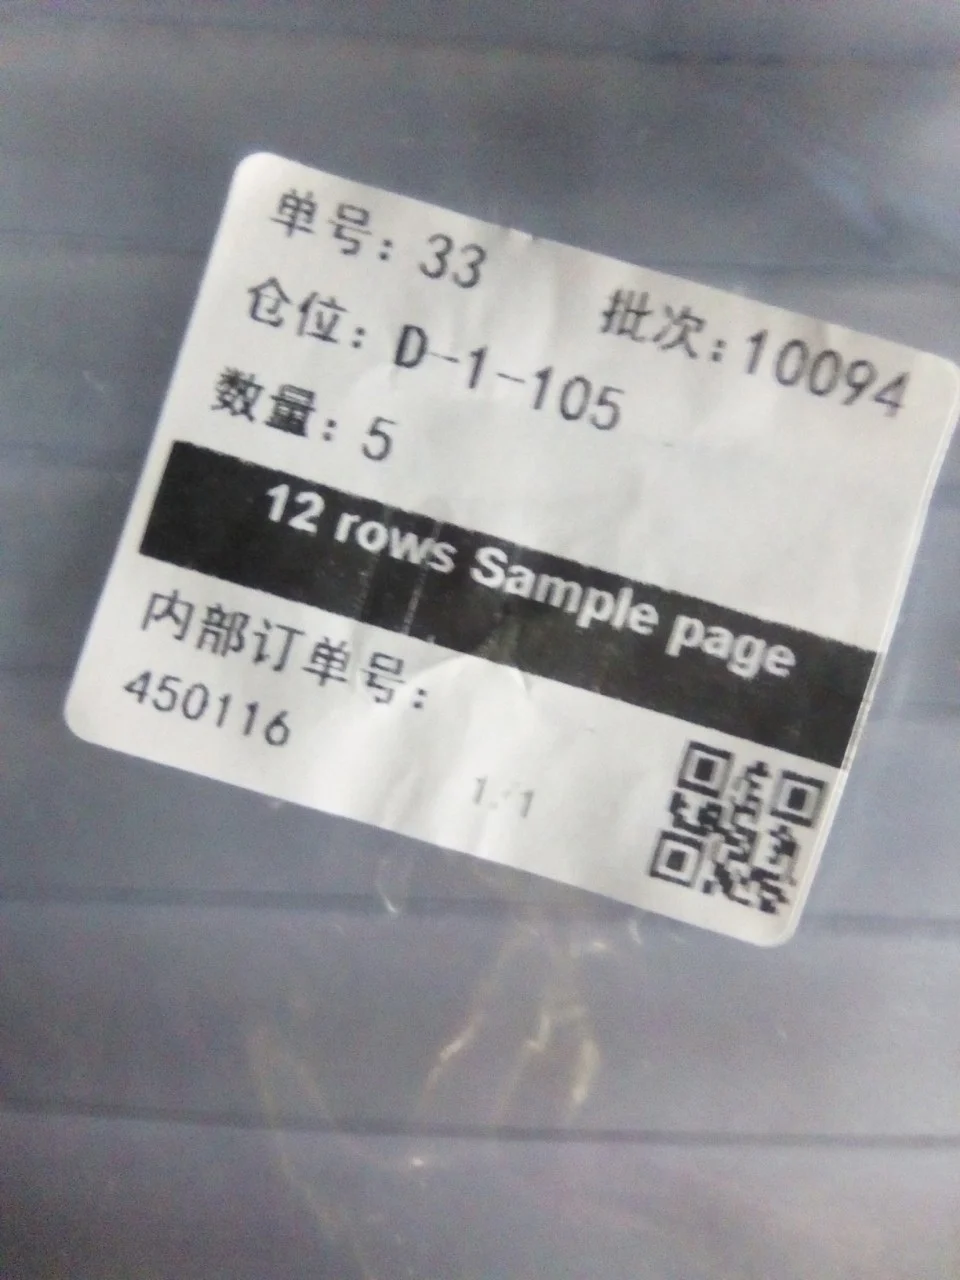 单号: 33
批次: 10094
仓位: D-1-105
数量: 5
12 rows Sample page
内部订单号:
450116
1/1